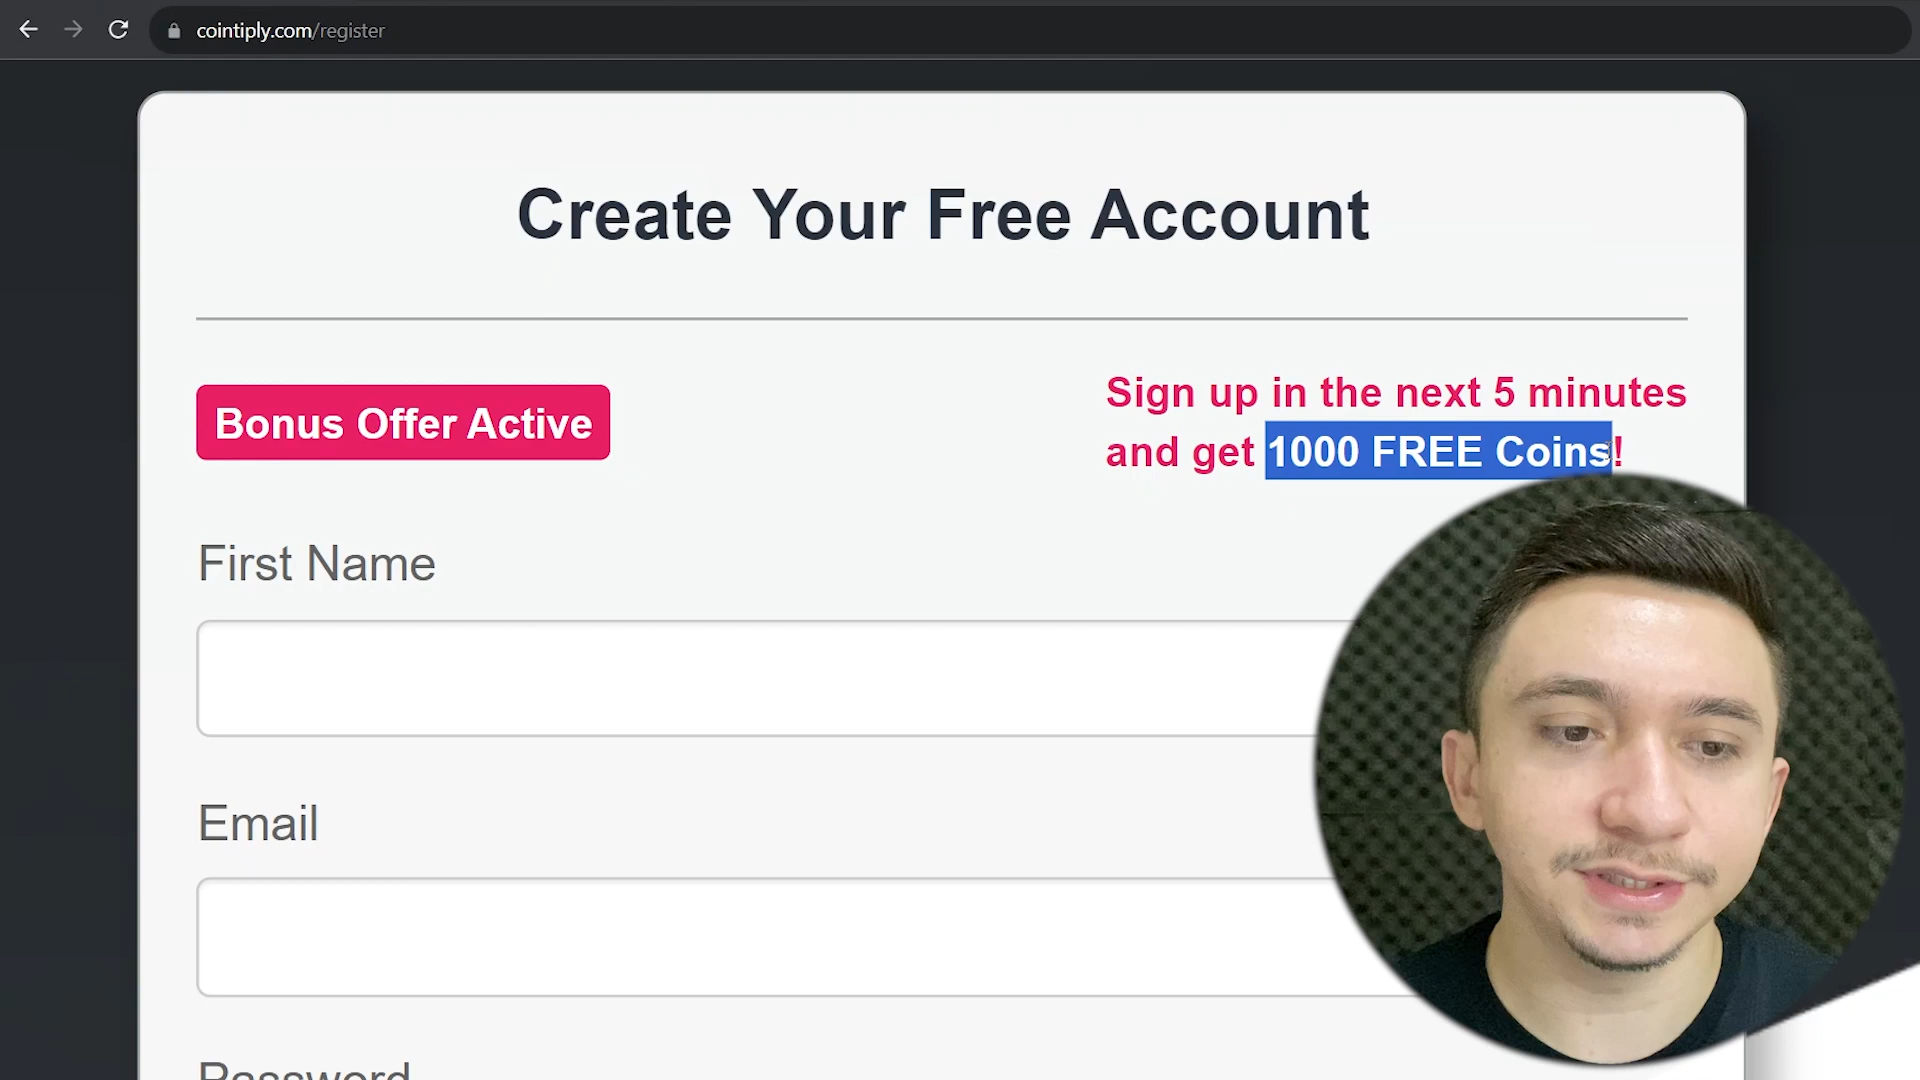 cointiply.com/register
Create Your Free Account
Bonus Offer Active
Sign up in the next 5 minutes
and get 1000 FREE Coins!
First Name
Email
Password